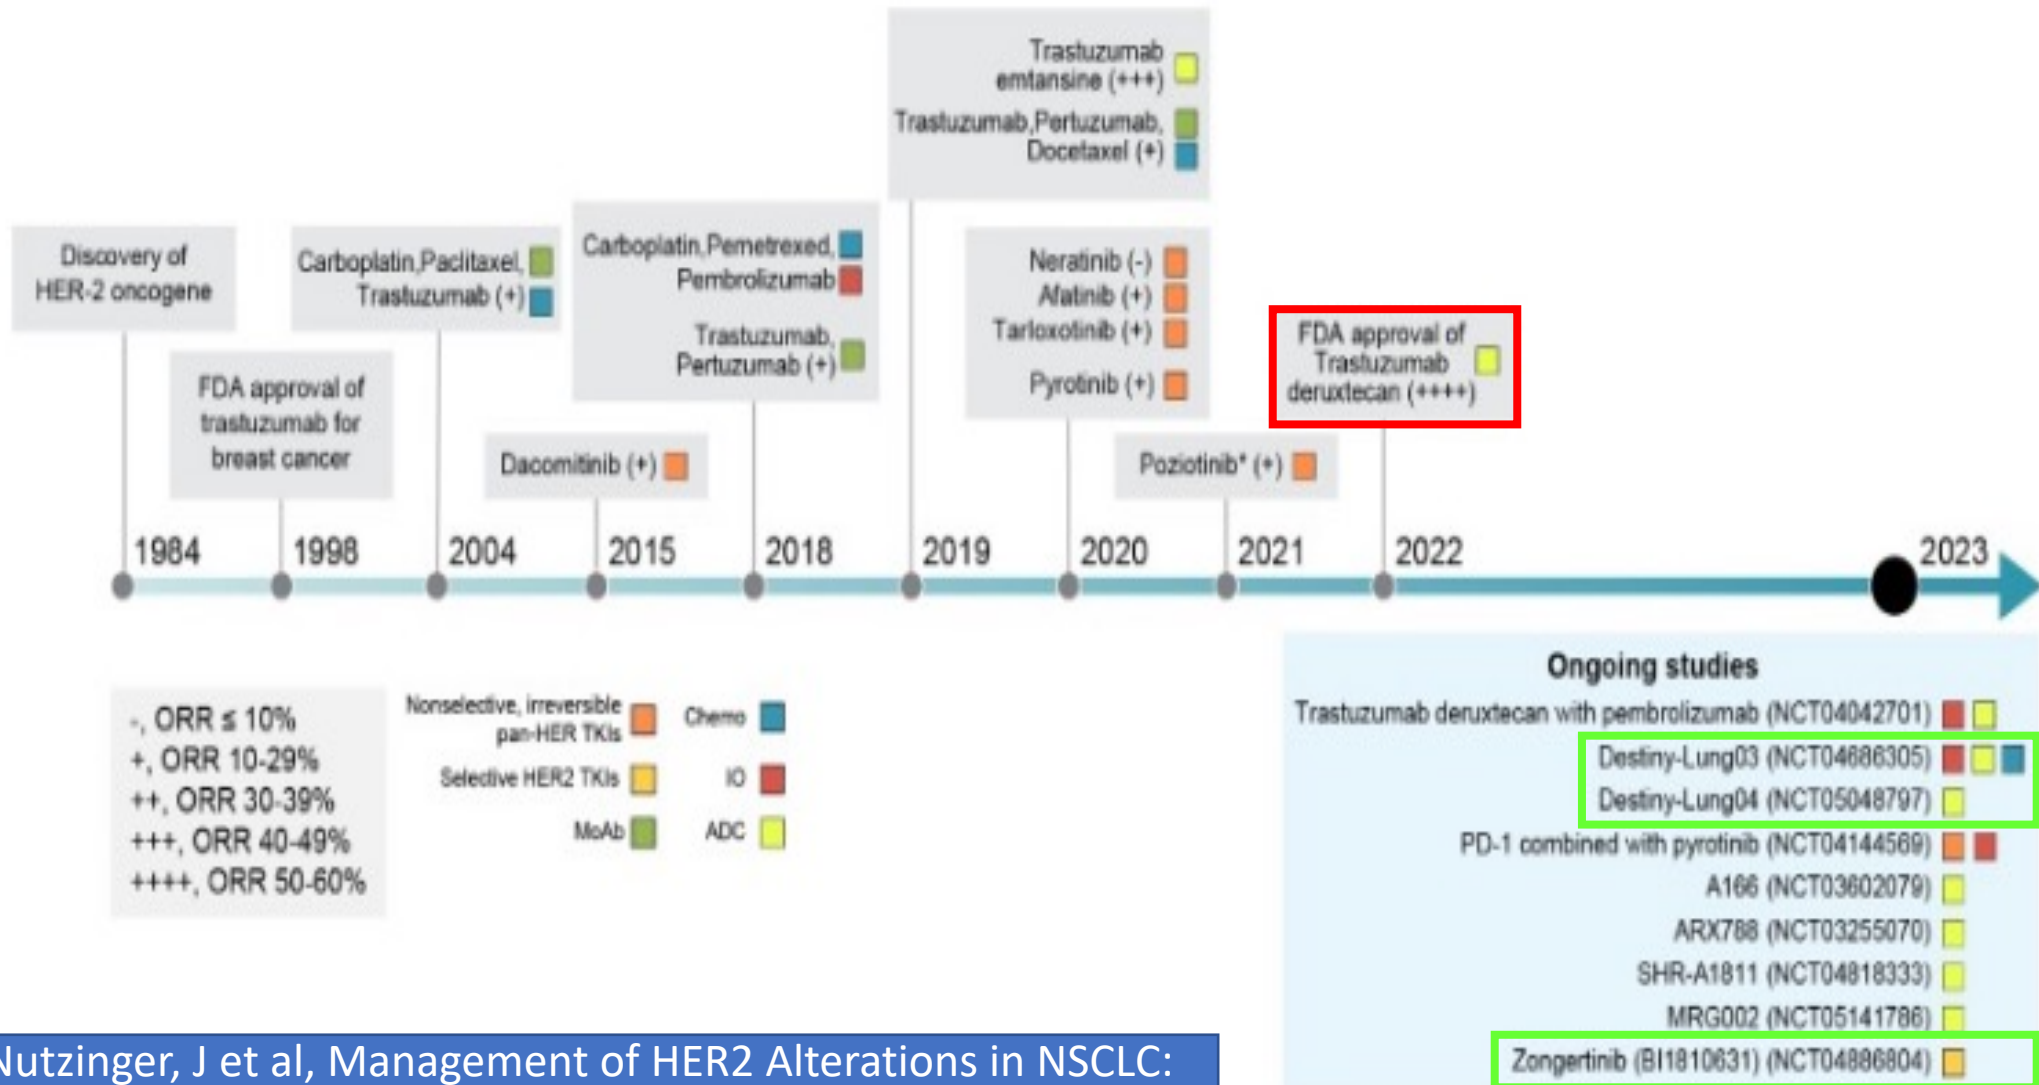 Trastuzumab
emtansine (+++)
Trastuzumab,Pertuzumab,
Docetaxel (+)
Discovery of
HER-2 oncogene
Carboplatin,Paclitaxel,
Trastuzumab (+)
Carboplatin,Pemetrexed,
Pembrolizumab
Trastuzumab,
Pertuzumab (+)
Neratinib (-)
Afatinib (+)
Tarloxotinib (+)
Pyrotinib (+)
FDA approval of
Trastuzumab
deruxtecan (++++)
FDA approval of
trastuzumab for
breast cancer
Dacomitinib (+)
Poziotinib* (+)
1984 1998 2004 2015 2018 2019 2020 2021 2022 2023
-, ORR ≤ 10%
+, ORR 10-29%
++, ORR 30-39%
+++, ORR 40-49%
++++, ORR 50-60%
Nonselective, irreversible
pan-HER TKIs
Selective HER2 TKIs
MoAb
Chemo
IO
ADC
Ongoing studies
Trastuzumab deruxtecan with pembrolizumab (NCT04042701)
Destiny-Lung03 (NCT04686305)
Destiny-Lung04 (NCT05048797)
PD-1 combined with pyrotinib (NCT04144569)
A166 (NCT03602079)
ARX788 (NCT03255070)
SHR-A1811 (NCT04818333)
MRG002 (NCT05141786)
Zongertinib (BI1810631) (NCT04886804)
Nutzinger, J et al, Management of HER2 Alterations in NSCLC: